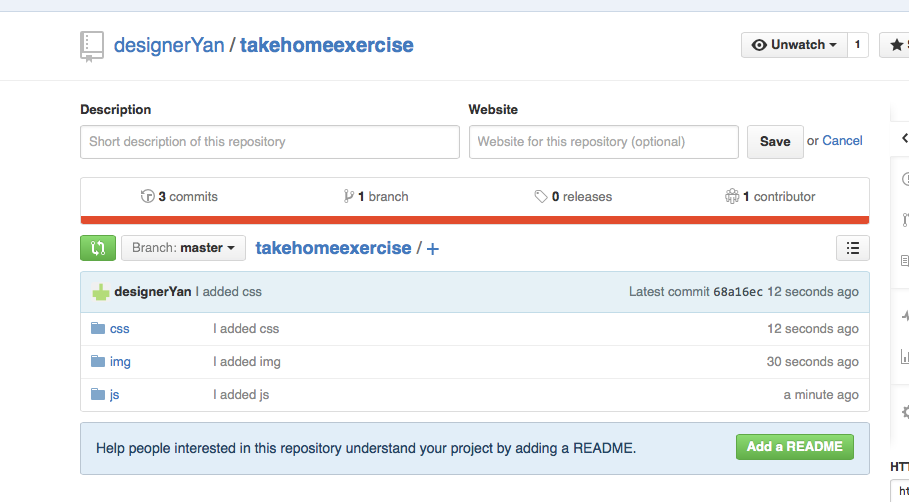 designerYan / takehomeexercise
Unwatch 1
Description Website
Short description of this repository Website for this repository (optional) Save or Cancel
3 commits 1 branch 0 releases 1 contributor
Branch: master takehomeexercise / +
designerYan I added css Latest commit 68a16ec 12 seconds ago
css I added css 12 seconds ago
img I added img 30 seconds ago
js I added js a minute ago
Help people interested in this repository understand your project by adding a README. Add a README